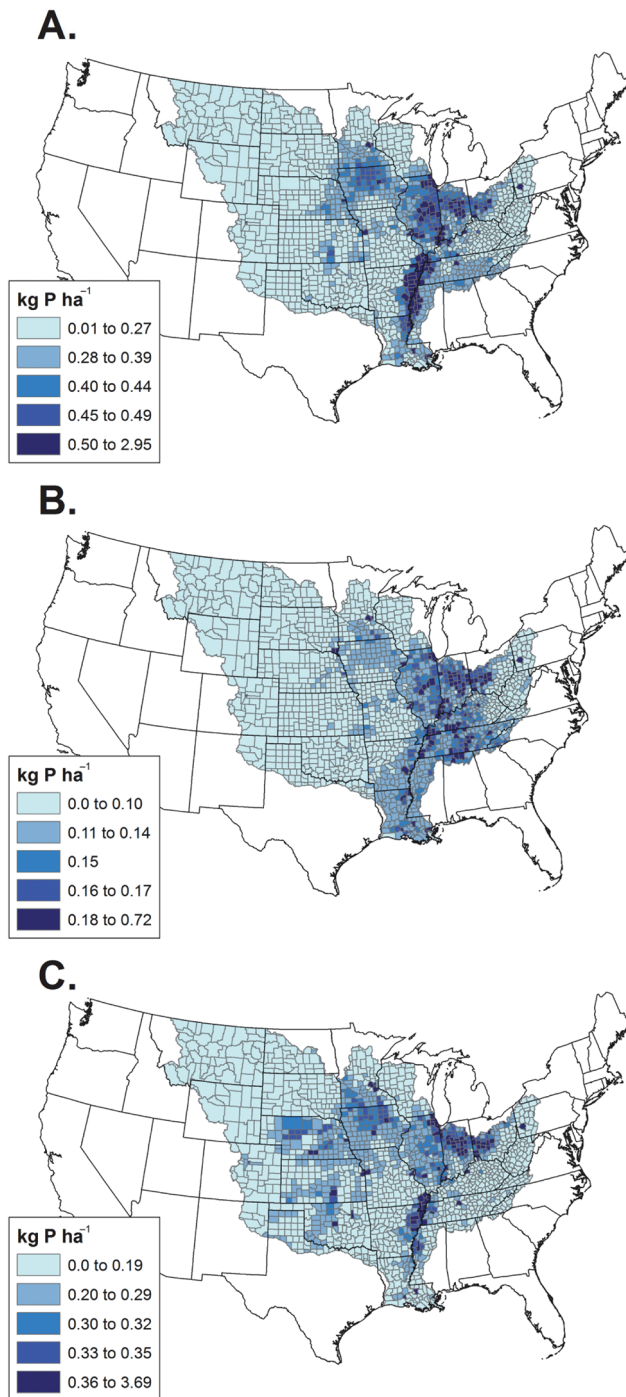 A.
kg P ha⁻¹
0.01 to 0.27
0.28 to 0.39
0.40 to 0.44
0.45 to 0.49
0.50 to 2.95
B.
kg P ha⁻¹
0.0 to 0.10
0.11 to 0.14
0.15
0.16 to 0.17
0.18 to 0.72
C.
kg P ha⁻¹
0.0 to 0.19
0.20 to 0.29
0.30 to 0.32
0.33 to 0.35
0.36 to 3.69